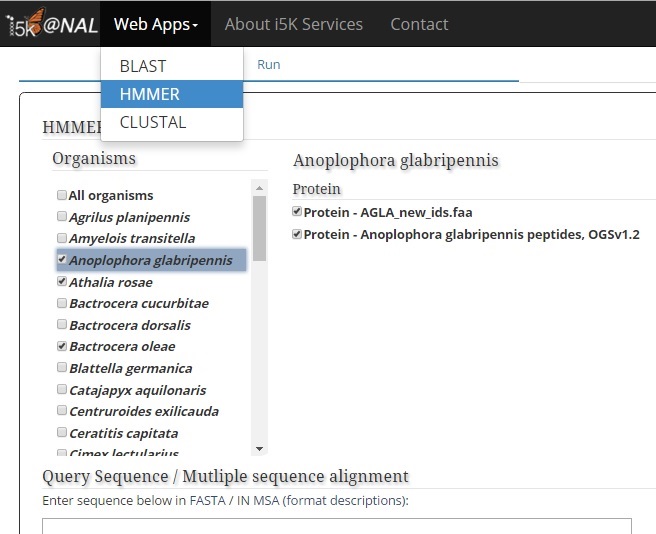 i5K @NAL Web Apps About i5K Services Contact
BLAST
HMMER
CLUSTAL
Run
HMMER
Organisms
All organisms
Agrilus planipennis
Amyelois transitella
Anoplophora glabripennis
Athalia rosae
Bactrocera cucurbitae
Bactrocera dorsalis
Bactrocera oleae
Blattella germanica
Catajapyx aquilonaris
Centruroides exilicauda
Ceratitis capitata
Cimex lectularius
Anoplophora glabripennis
Protein
Protein - AGLA_new_ids.faa
Protein - Anoplophora glabripennis peptides, OGSv1.2
Query Sequence / Mutliple sequence alignment
Enter sequence below in FASTA / IN MSA (format descriptions):